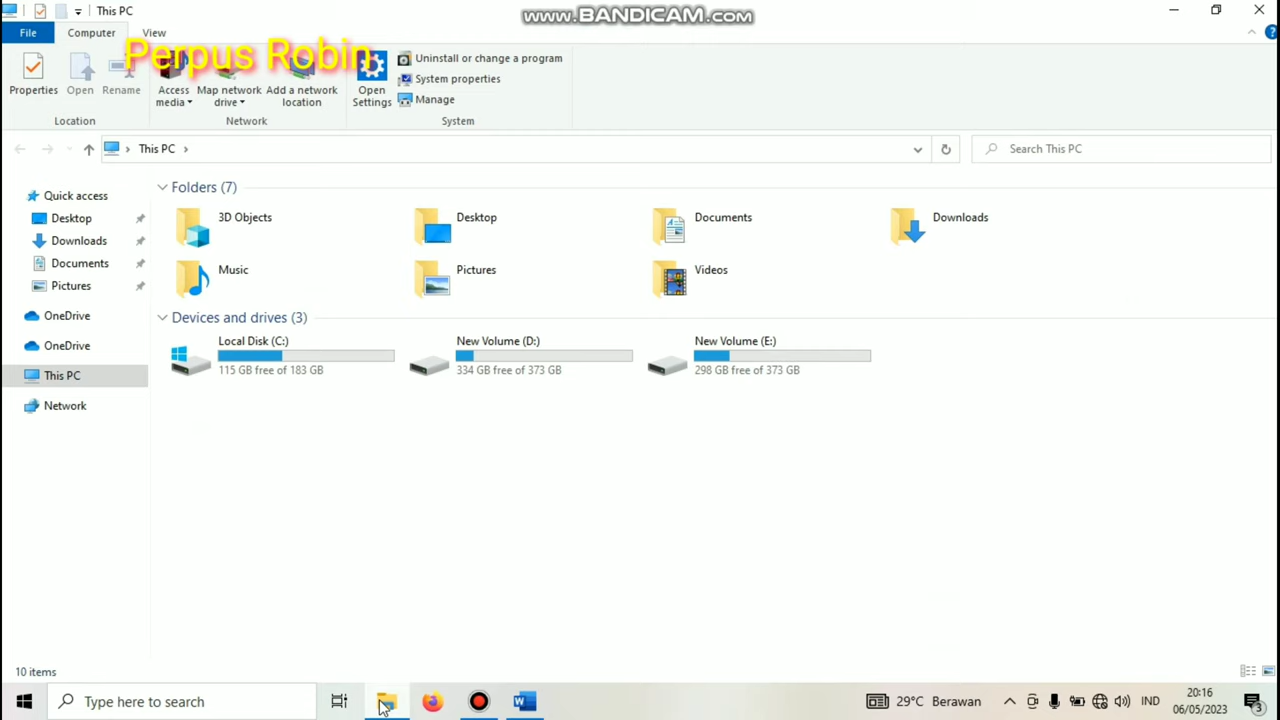 This PC
www.BANDICAM.com
File
Computer
View
Perpus Robin
Properties
Open
Rename
Location
Access media
Map network drive
Add a network location
Network
Open Settings
Uninstall or change a program
System properties
Manage
System
This PC
Search This PC
Quick access
Desktop
Downloads
Documents
Pictures
OneDrive
OneDrive
This PC
Network
Folders (7)
3D Objects
Desktop
Documents
Downloads
Music
Pictures
Videos
Devices and drives (3)
Local Disk (C:)
115 GB free of 183 GB
New Volume (D:)
334 GB free of 373 GB
New Volume (E:)
298 GB free of 373 GB
10 items
Type here to search
29°C Berawan
IND
20:16
06/05/2023
3